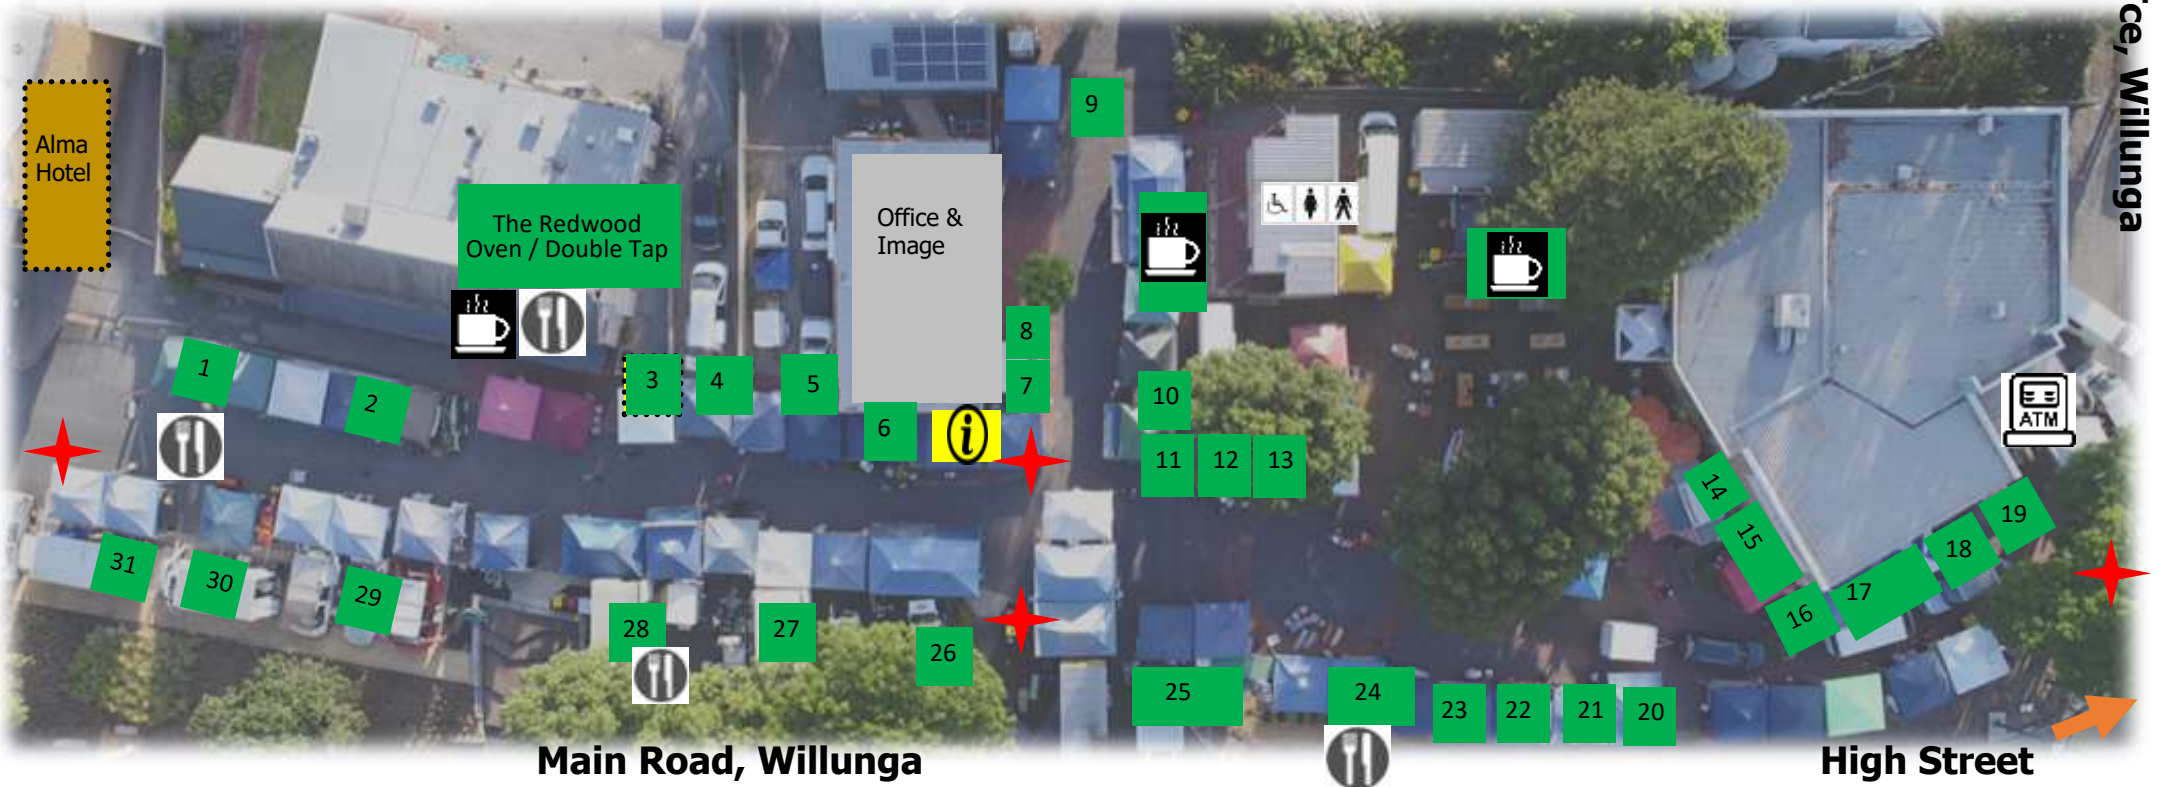 Alma
Hotel
The Redwood
Oven / Double Tap
Office &
Image
9
8
7
1
2
3
4
5
6
i
10
11
12
13
14
15
16
17
18
19
ATM
31
30
29
28
27
26
25
24
23
22
21
20
Main Road, Willunga
High Street
ce, Willunga